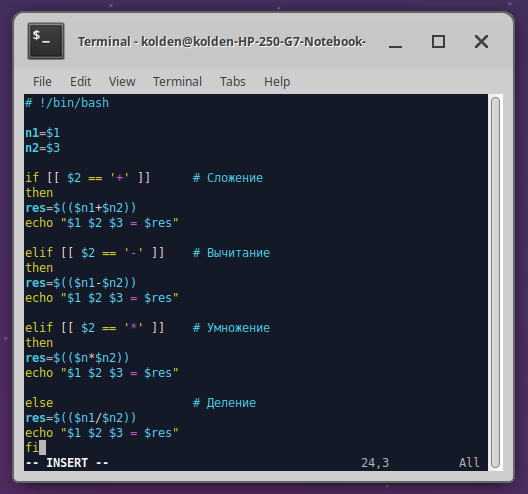 $_
Terminal - kolden@kolden-HP-250-G7-Notebook-
File Edit View Terminal Tabs Help
# !/bin/bash
n1=$1
n2=$3
if [[ $2 == '+' ]] # Сложение
then
res=$(($n1+$n2))
echo "$1 $2 $3 = $res"
elif [[ $2 == '-' ]] # Вычитание
then
res=$(($n1-$n2))
echo "$1 $2 $3 = $res"
elif [[ $2 == '*' ]] # Умножение
then
res=$(($n*$n2))
echo "$1 $2 $3 = $res"
else # Деление
res=$(($n1/$n2))
echo "$1 $2 $3 = $res"
fi
-- INSERT -- 24,3 All